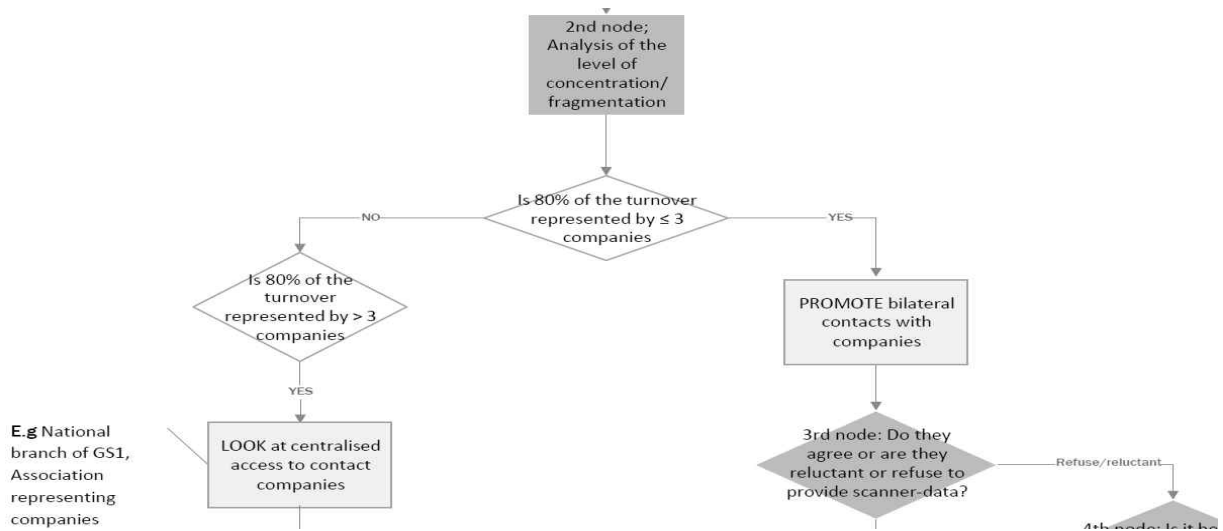 2nd node;
Analysis of the
level of
concentration/
fragmentation
Is 80% of the turnover
represented by ≤ 3
companies
NO
YES
Is 80% of the
turnover
represented by > 3
companies
PROMOTE bilateral
contacts with
companies
YES
E.g National
branch of GS1,
Association
representing
companies
LOOK at centralised
access to contact
companies
3rd node: Do they
agree or are they
reluctant or refuse to
provide scanner-data?
Refuse/reluctant
4th node: Is it